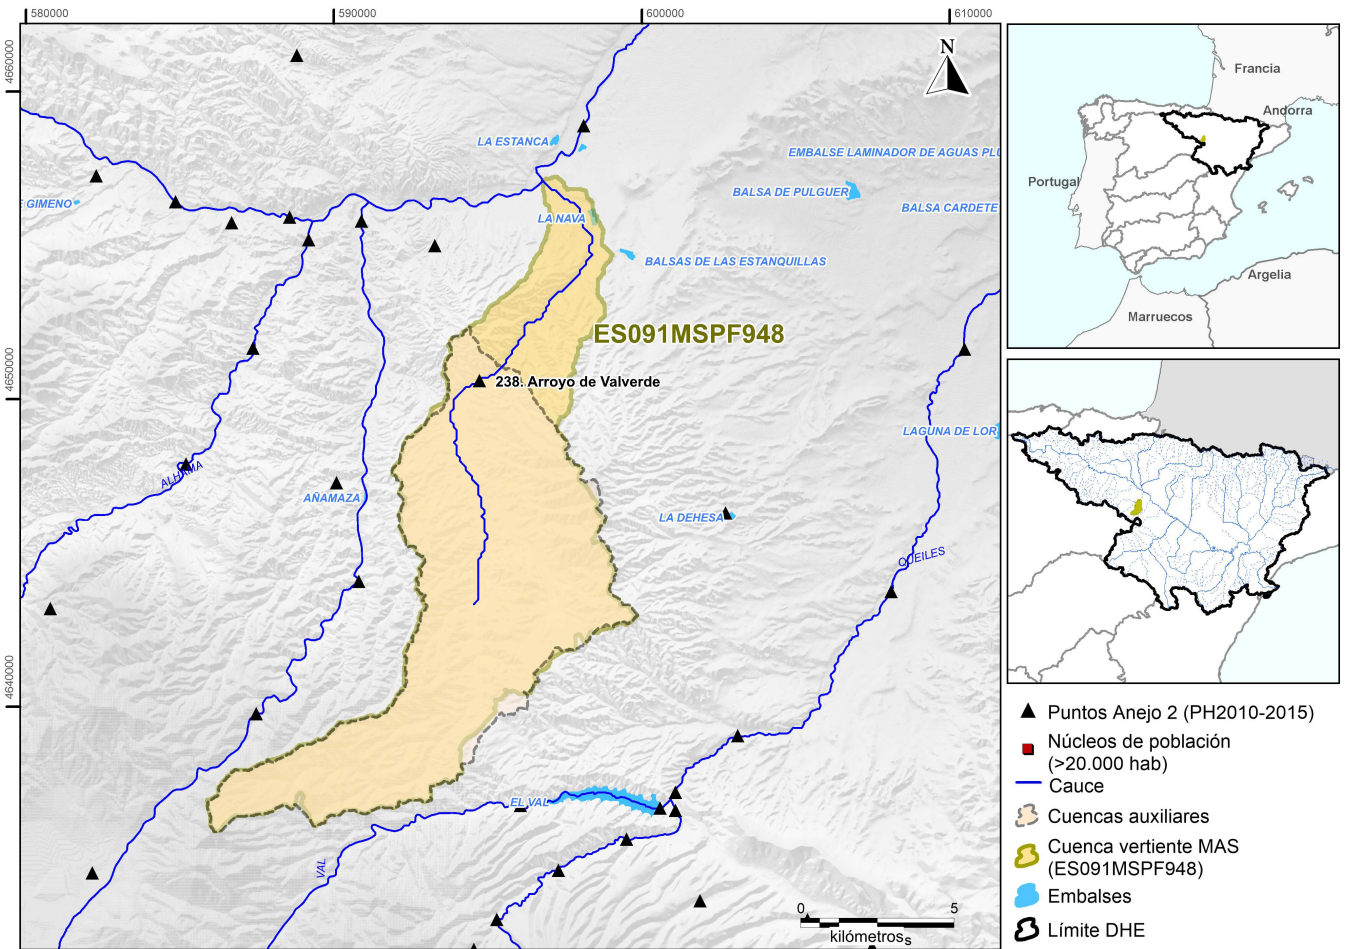 580000
590000
600000
610000
4660000
4650000
4640000
N
LA ESTANCA
EMBALSE LAMINADOR DE AGUAS PLU
BALSA DE PULGUER
BALSA CARDETE
GIMENO
LA NAVA
BALSAS DE LAS ESTANQUILLAS
ES091MSPF948
238. Arroyo de Valverde
LAGUNA DE LOR
ALHAMA
AÑAMAZA
LA DEHESA
QUEILES
EL VAL
VAL
0
5
kilómetros
s
Francia
Andorra
Portugal
Argelia
Marruecos
Puntos Anejo 2 (PH2010-2015)
Núcleos de población
(>20.000 hab)
Cauce
Cuencas auxiliares
Cuenca vertiente MAS
(ES091MSPF948)
Embalses
Límite DHE